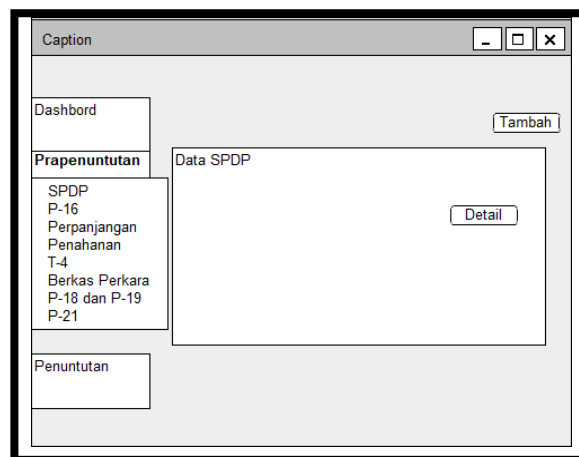 Caption
Dashbord
Tambah
Prapenuntutan
Data SPDP
SPDP
P-16
Perpanjangan
Penahanan
T-4
Berkas Perkara
P-18 dan P-19
P-21
Detail
Penuntutan